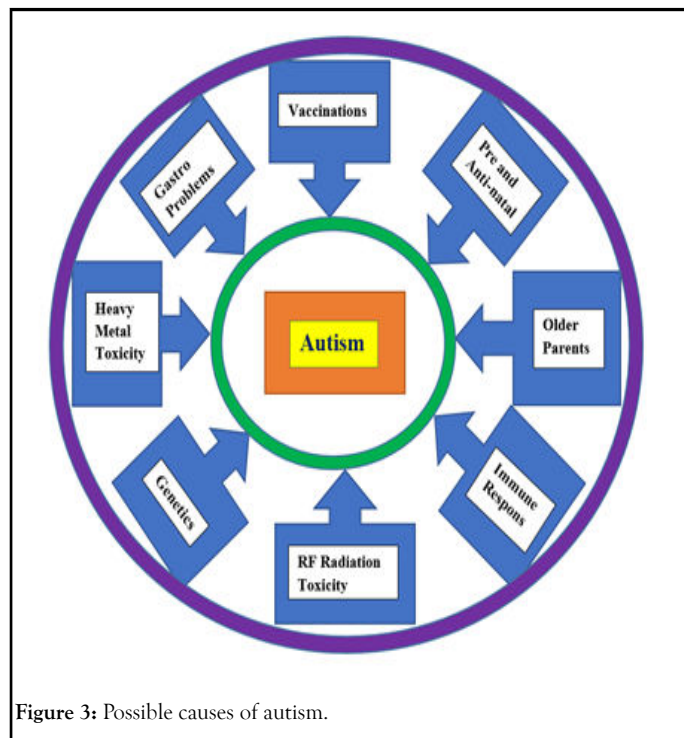 Vaccinations
Pre and
Anti-natal
Older
Parents
Immune
Respons
RF Radiation
Toxicity
Genetics
Heavy
Metal
Toxicity
Gastro
Problems
Autism
Figure 3: Possible causes of autism.